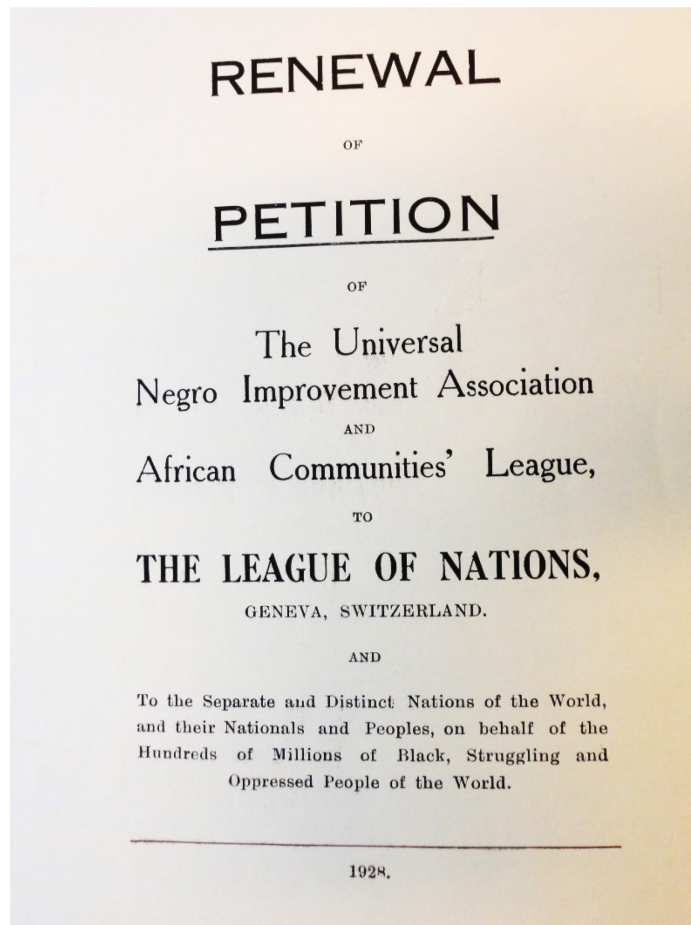 RENEWAL
OF
PETITION
OF
The Universal
Negro Improvement Association
AND
African Communities' League,
TO
THE LEAGUE OF NATIONS,
GENEVA, SWITZERLAND.
AND
To the Separate and Distinct Nations of the World,
and their Nationals and Peoples, on behalf of the
Hundreds of Millions of Black, Struggling and
Oppressed People of the World.
1928.